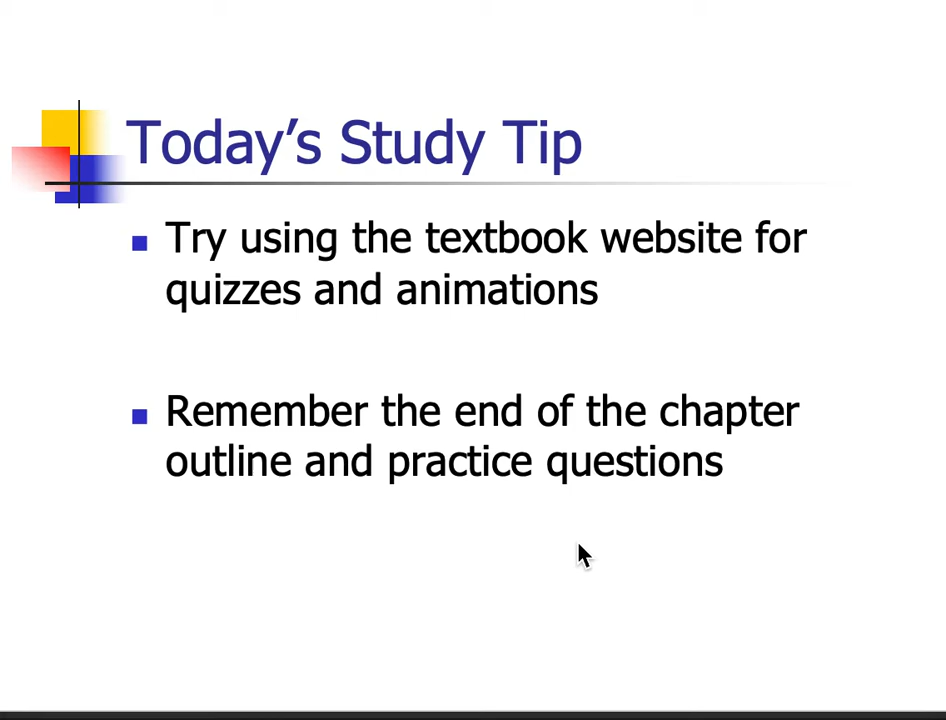 Today’s Study Tip
Try using the textbook website for
quizzes and animations
Remember the end of the chapter
outline and practice questions